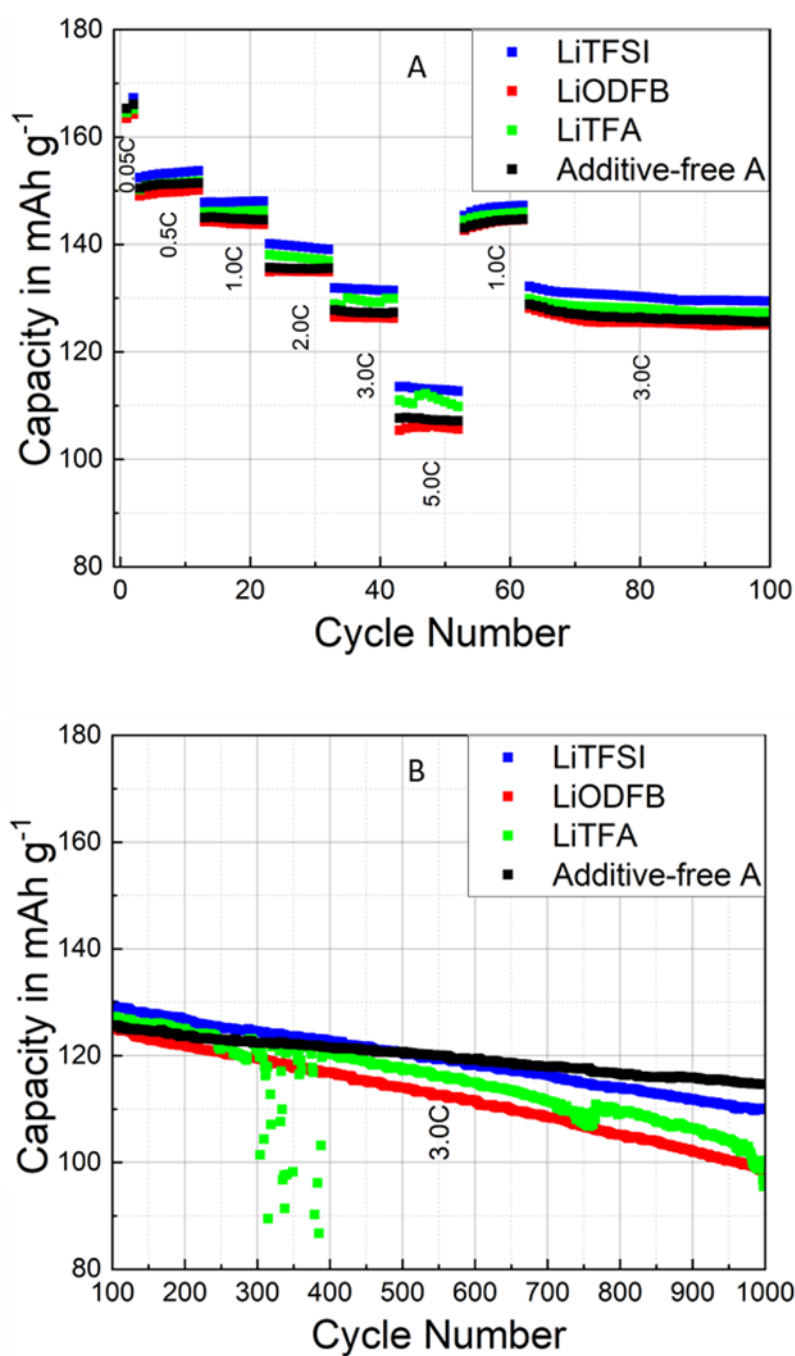 A
LiTFSI
LiODFB
LiTFA
Additive-free A
180
160
140
120
100
80
Capacity in mAh g⁻¹
0.05C
0.5C
1.0C
2.0C
3.0C
5.0C
1.0C
3.0C
0 20 40 60 80 100
Cycle Number
B
LiTFSI
LiODFB
LiTFA
Additive-free A
180
160
140
120
100
80
Capacity in mAh g⁻¹
3.0C
100 200 300 400 500 600 700 800 900 1000
Cycle Number